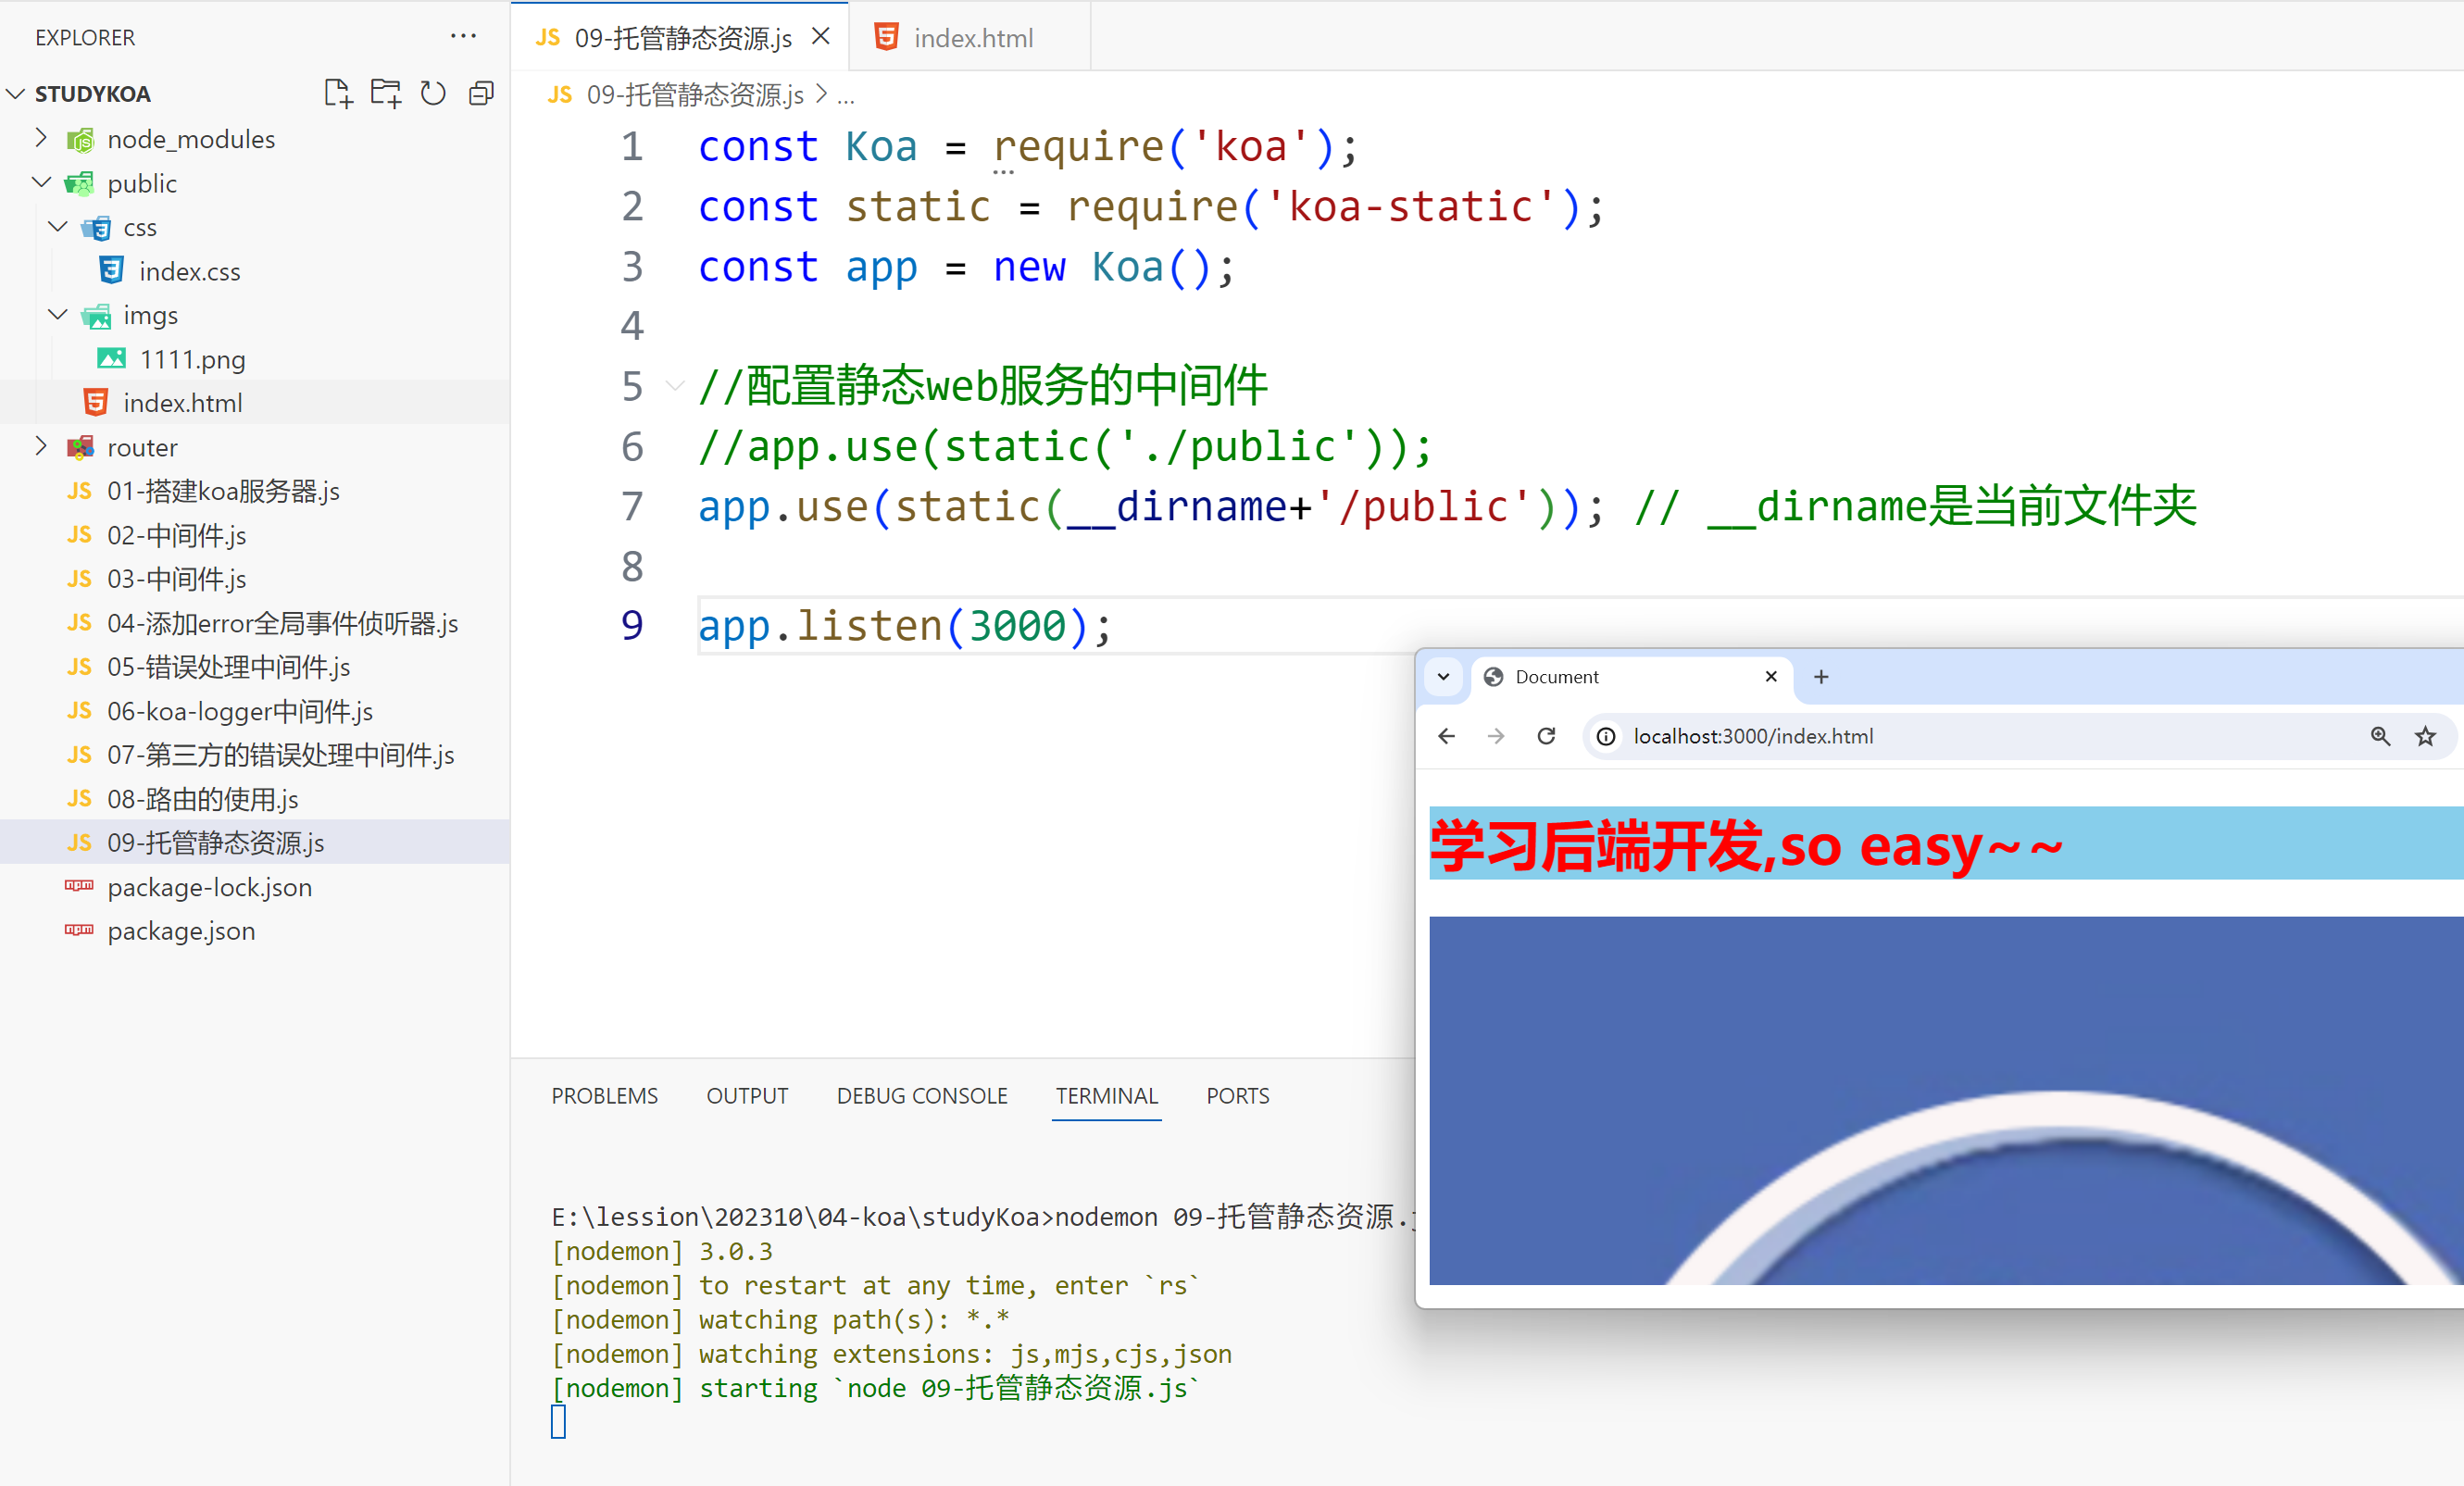 EXPLORER
STUDYKOA
node_modules
public
css
index.css
imgs
1111.png
index.html
router
01-搭建koa服务器.js
02-中间件.js
03-中间件.js
04-添加error全局事件侦听器.js
05-错误处理中间件.js
06-koa-logger中间件.js
07-第三方的错误处理中间件.js
08-路由的使用.js
09-托管静态资源.js
package-lock.json
package.json
JS 09-托管静态资源.js
index.html
JS 09-托管静态资源.js > ...
1 const Koa = require('koa');
2 const static = require('koa-static');
3 const app = new Koa();
4
5 //配置静态web服务的中间件
6 //app.use(static('./public'));
7 app.use(static(__dirname+'/public')); // __dirname是当前文件夹
8
9 app.listen(3000);
Document
localhost:3000/index.html
学习后端开发,so easy~~
PROBLEMS OUTPUT DEBUG CONSOLE TERMINAL PORTS
E:\lession\202310\04-koa\studyKoa>nodemon 09-托管静态资源.j
[nodemon] 3.0.3
[nodemon] to restart at any time, enter `rs`
[nodemon] watching path(s): *.*
[nodemon] watching extensions: js,mjs,cjs,json
[nodemon] starting `node 09-托管静态资源.js`